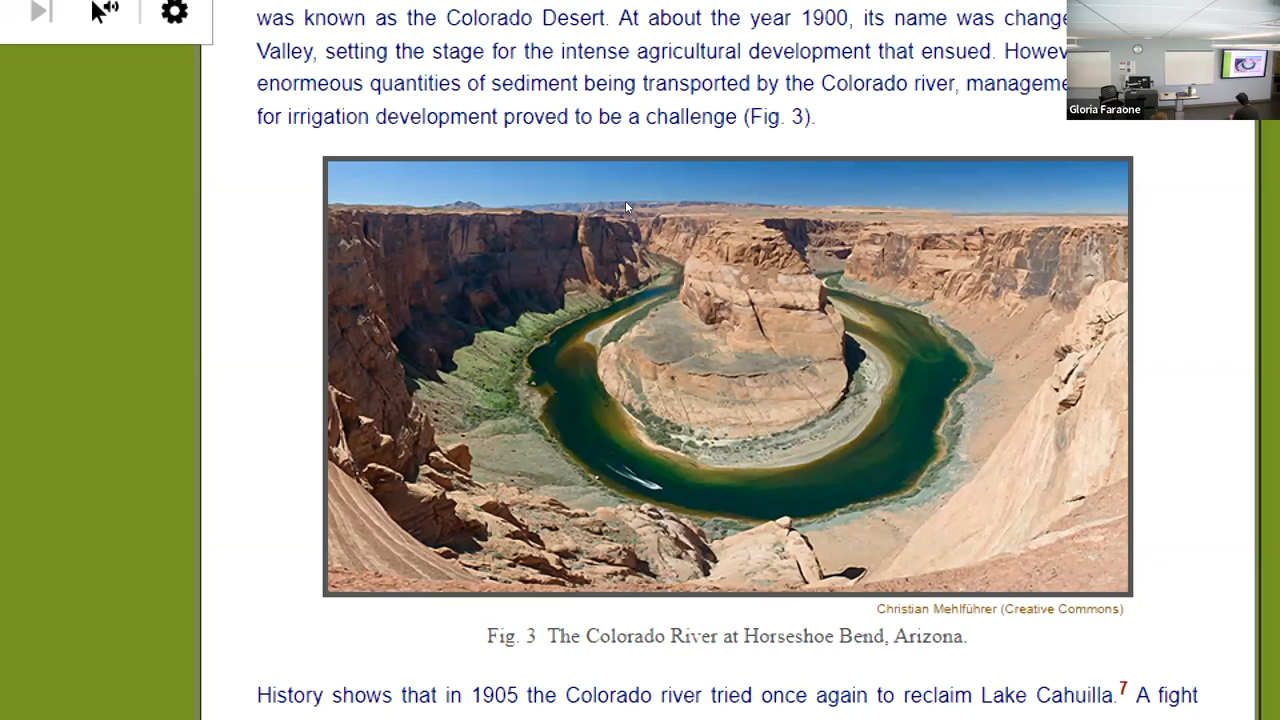 was known as the Colorado Desert. At about the year 1900, its name was change
Valley, setting the stage for the intense agricultural development that ensued. Howev
enormeous quantities of sediment being transported by the Colorado river, manageme
for irrigation development proved to be a challenge (Fig. 3).
Gloria Faraone
Christian Mehlführer (Creative Commons)
Fig. 3 The Colorado River at Horseshoe Bend, Arizona.
History shows that in 1905 the Colorado river tried once again to reclaim Lake Cahuilla.7 A fight